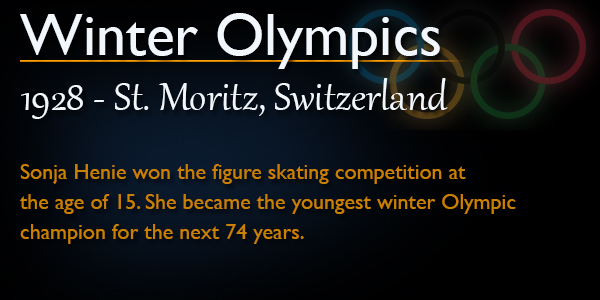 Winter Olympics
1928 - St. Moritz, Switzerland
Sonja Henie won the figure skating competition at
the age of 15. She became the youngest winter Olympic
champion for the next 74 years.